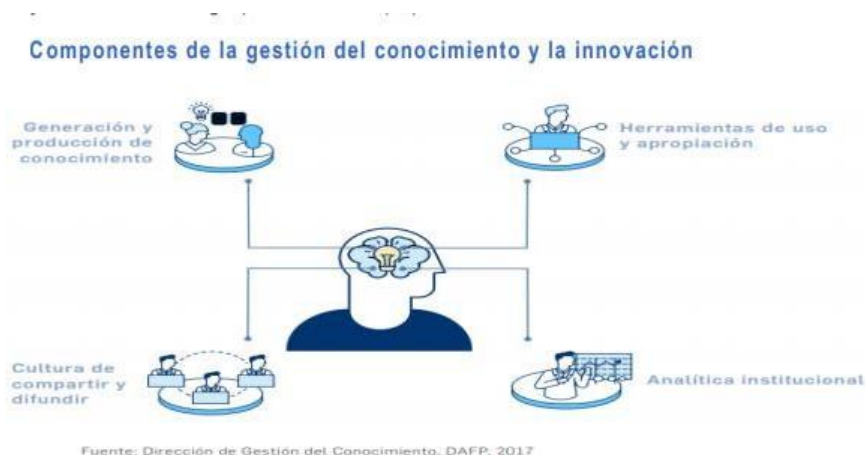 Componentes de la gestión del conocimiento y la innovación
Generación y
producción de
conocimiento
Herramientas de uso
y apropiación
Cultura de
compartir y
difundir
Analítica institucional
Fuente: Dirección de Gestión del Conocimiento, DAFP, 2017